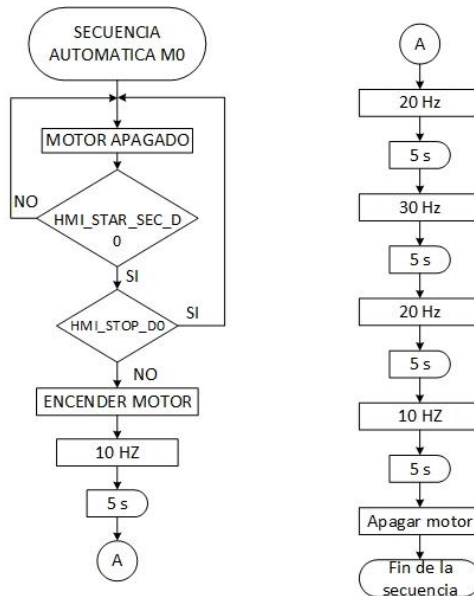 SECUENCIA
AUTOMATICA M0
MOTOR APAGADO
NO
HMI_STAR_SEC_D
0
SI
HMI_STOP_D0
SI
NO
ENCENDER MOTOR
10 HZ
5 s
A
A
20 Hz
5 s
30 Hz
5 s
20 Hz
5 s
10 HZ
5 s
Apagar motor
Fin de la
secuencia